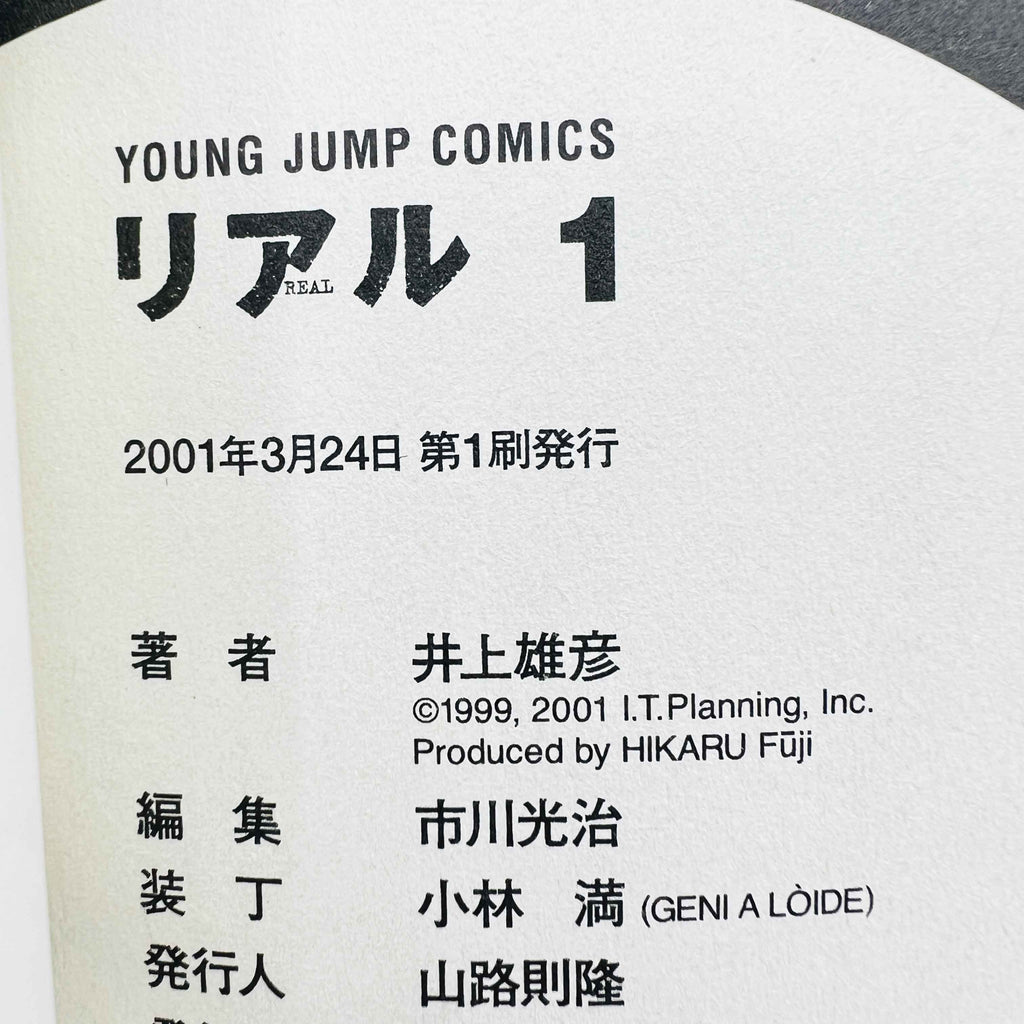 YOUNG JUMP COMICS
リアル 1
REAL
2001年3月24日 第1刷発行
著 者 井上雄彦
©1999, 2001 I.T.Planning, Inc.
Produced by HIKARU Fūji
編 集 市川光治
装 丁 小林 満 (GENI A LÒIDE)
発行人 山路則隆